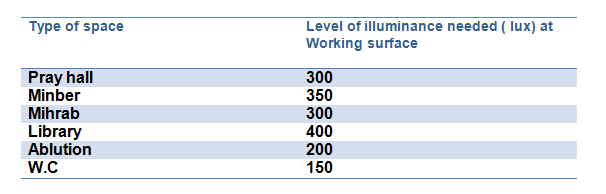 Type of space Level of illuminance needed ( lux) at
Working surface
Pray hall 300
Minber 350
Mihrab 300
Library 400
Ablution 200
W.C 150